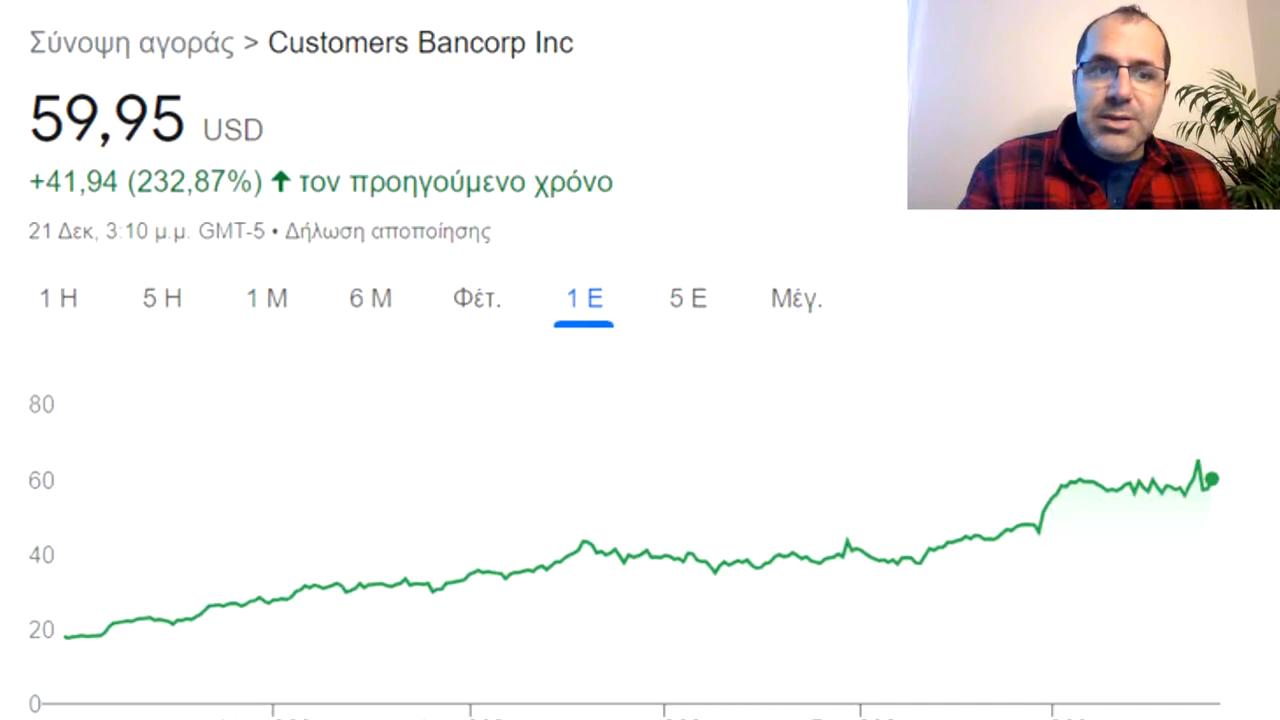 Σύνοψη αγοράς > Customers Bancorp Inc
59,95 USD
+41,94 (232,87%) ↑ τον προηγούμενο χρόνο
21 Δεκ, 3:10 μ.μ. GMT-5 • Δήλωση αποποίησης
1 Η 5 Η 1 Μ 6 Μ Φέτ. 1 Ε 5 Ε Μέγ.
80
60
40
20
0